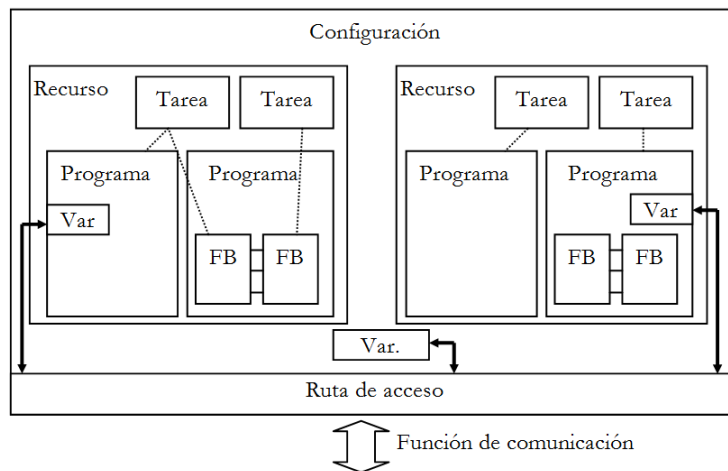 Configuración
Recurso
Tarea
Tarea
Programa
Var
Programa
FB
FB
Recurso
Tarea
Tarea
Programa
Programa
Var
FB
FB
Var.
Ruta de acceso
Función de comunicación